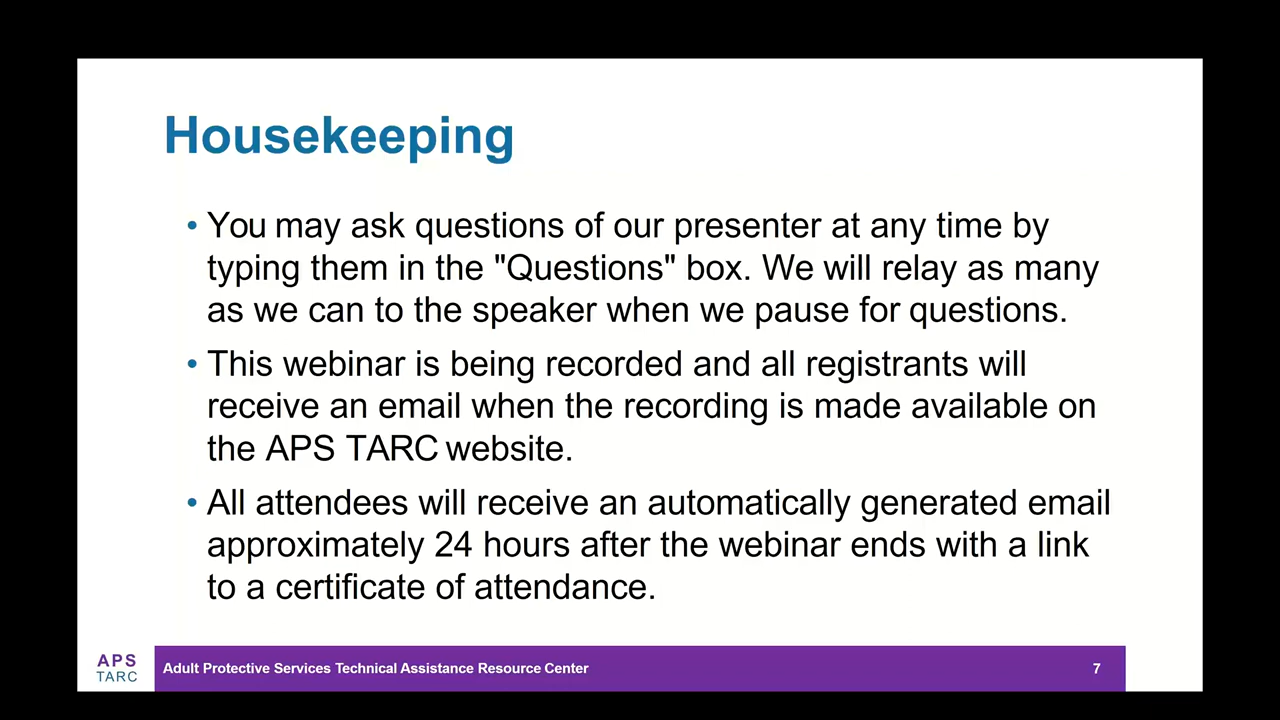 Housekeeping
• You may ask questions of our presenter at any time by
typing them in the "Questions" box. We will relay as many
as we can to the speaker when we pause for questions.
• This webinar is being recorded and all registrants will
receive an email when the recording is made available on
the APS TARC website.
• All attendees will receive an automatically generated email
approximately 24 hours after the webinar ends with a link
to a certificate of attendance.
APS
TARC
Adult Protective Services Technical Assistance Resource Center
7